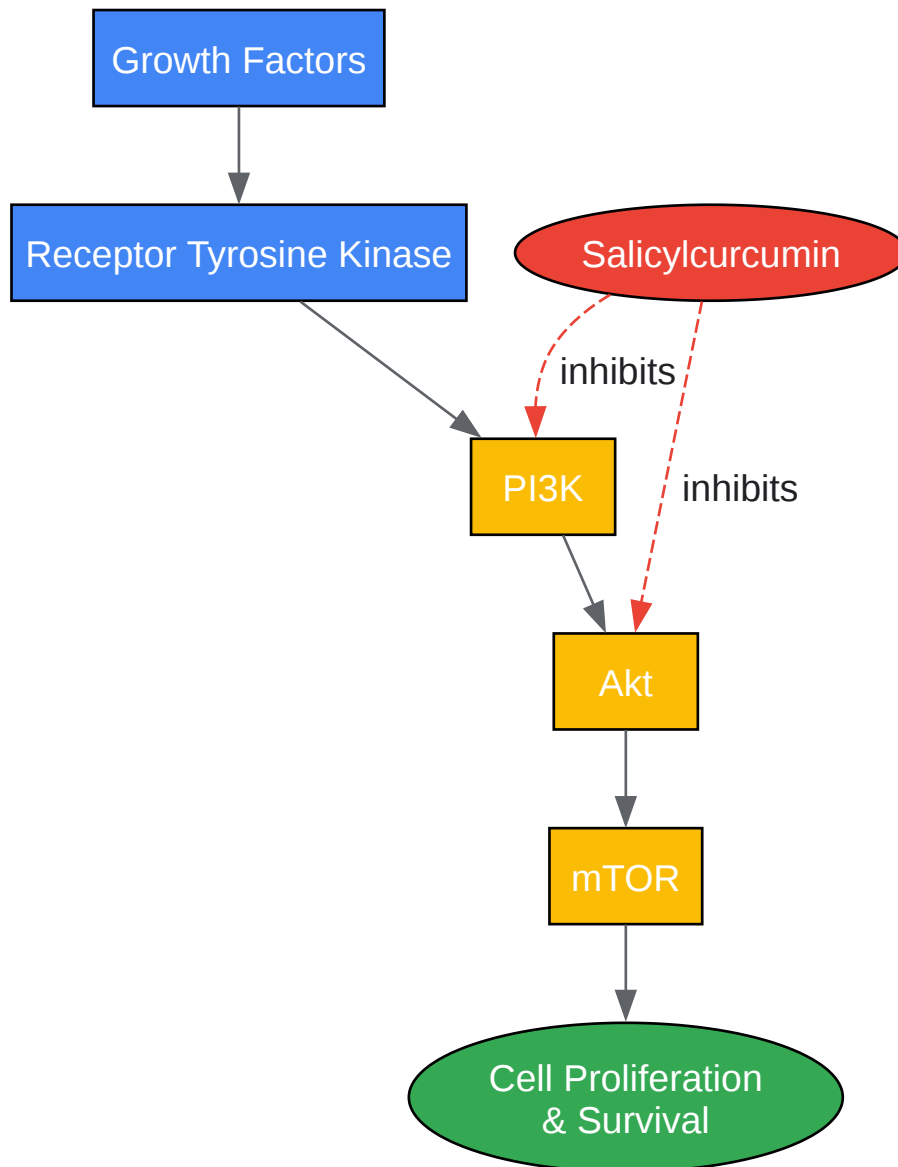 Growth Factors
Receptor Tyrosine Kinase
Salicylcurcumin
inhibits
PI3K
inhibits
Akt
mTOR
Cell Proliferation
& Survival